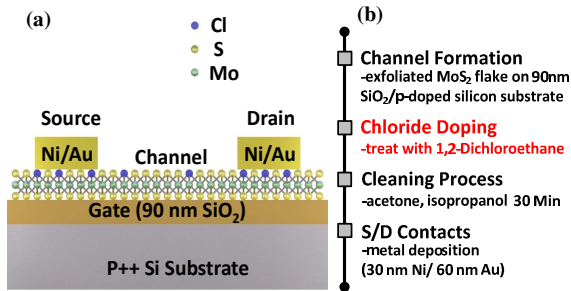 (a)
Cl
S
Mo
Source
Drain
Ni/Au
Channel
Ni/Au
Gate (90 nm SiO₂)
P++ Si Substrate
(b)
Channel Formation
-exfoliated MoS₂ flake on 90nm
SiO₂/p-doped silicon substrate
Chloride Doping
-treat with 1,2-Dichloroethane
Cleaning Process
-acetone, isopropanol 30 Min
S/D Contacts
-metal deposition
(30 nm Ni/ 60 nm Au)